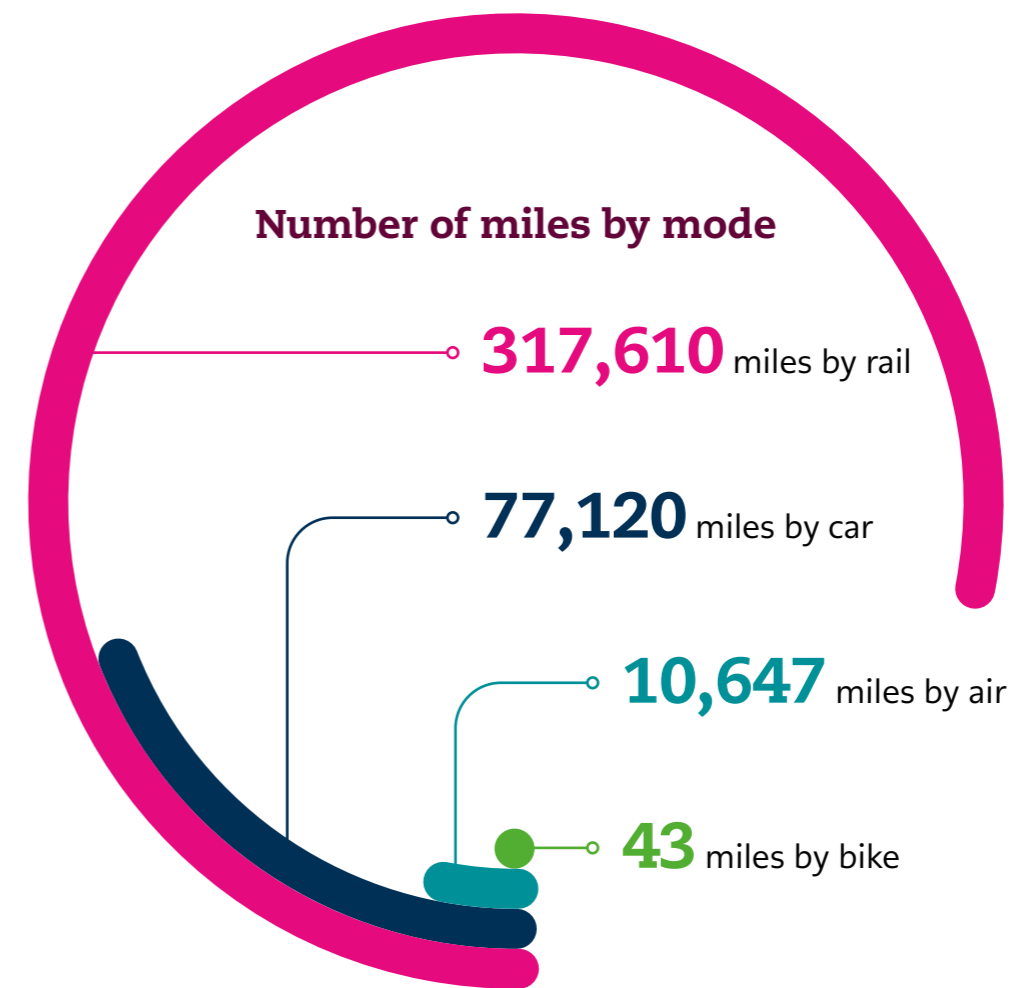 Number of miles by mode
317,610 miles by rail
77,120 miles by car
10,647 miles by air
43 miles by bike